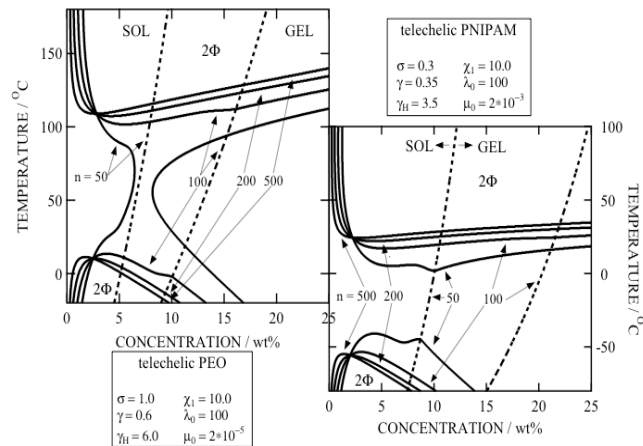 SOL
2Φ
GEL
TEMPERATURE / °C
150
100
50
0
n = 50
100
200
500
2Φ
0
5
10
15
20
25
CONCENTRATION / wt%
telechelic PEO
σ = 1.0 χ₁ = 10.0
γ = 0.6 λ₀ = 100
γH = 6.0 μ₀ = 2*10⁻⁵
telechelic PNIPAM
σ = 0.3 χ₁ = 10.0
γ = 0.35 λ₀ = 100
γH = 3.5 μ₀ = 2*10⁻³
SOL GEL
2Φ
100
50
0
-50
TEMPERATURE / °C
n = 500
200
50
100
2Φ
0
5
10
15
20
25
CONCENTRATION / wt%